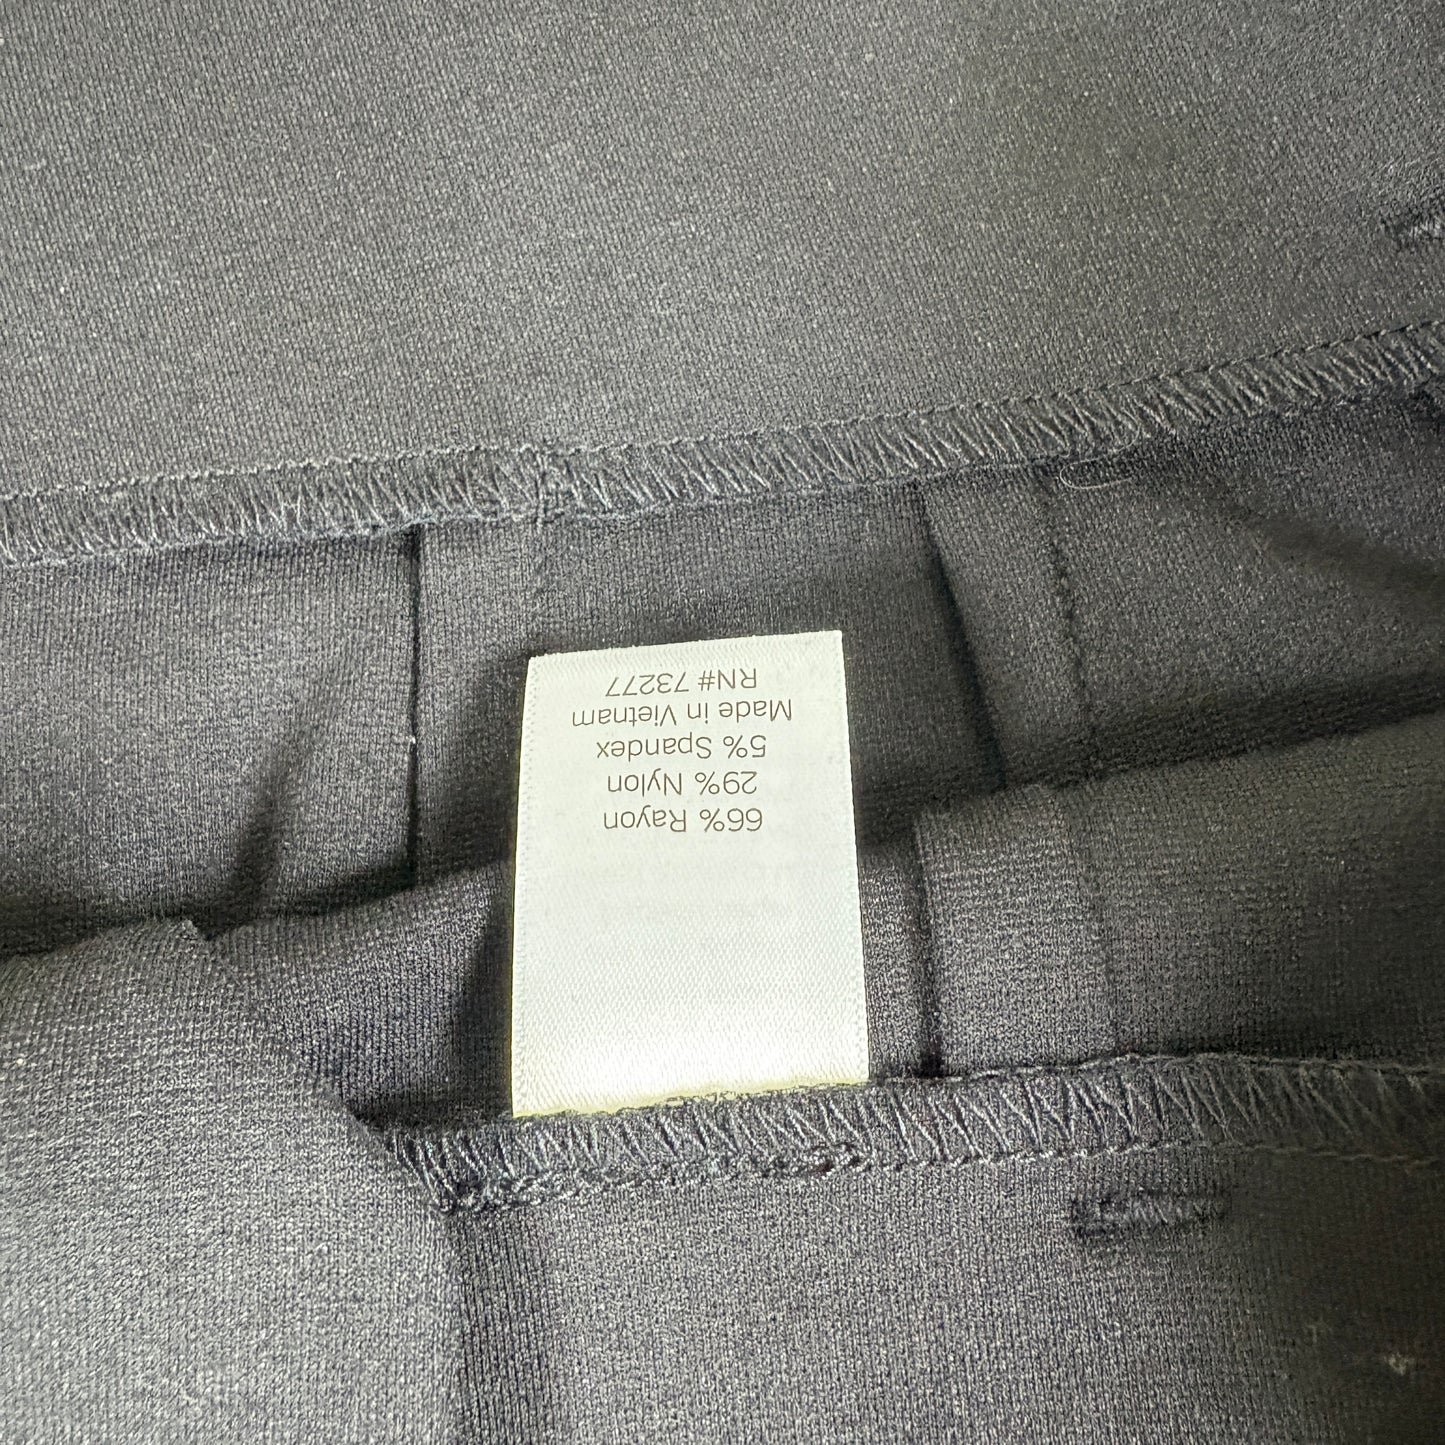 66% Rayon
29% Nylon
5% Spandex
Made in Vietnam
RN# 73277